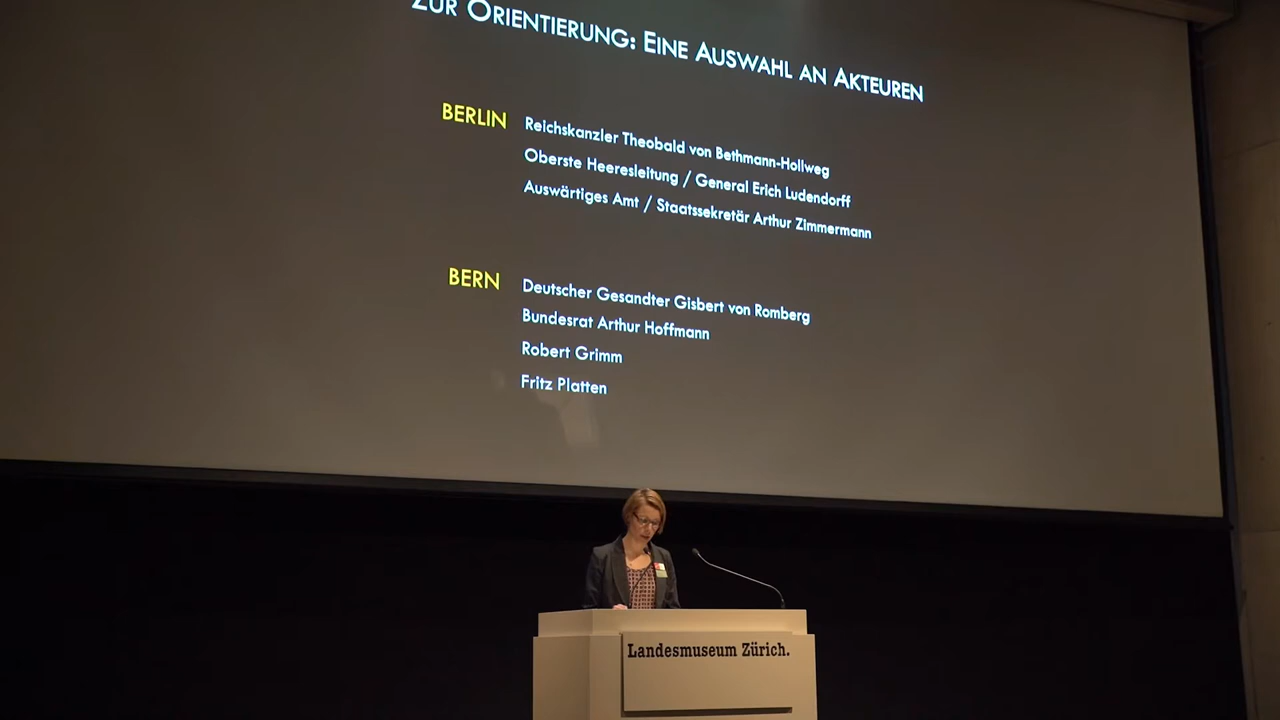 ZUR ORIENTIERUNG: EINE AUSWAHL AN AKTEUREN
BERLIN
Reichskanzler Theobald von Bethmann-Hollweg
Oberste Heeresleitung / General Erich Ludendorff
Auswärtiges Amt / Staatssekretär Arthur Zimmermann
BERN
Deutscher Gesandter Gisbert von Romberg
Bundesrat Arthur Hoffmann
Robert Grimm
Fritz Platten
Landesmuseum Zürich.